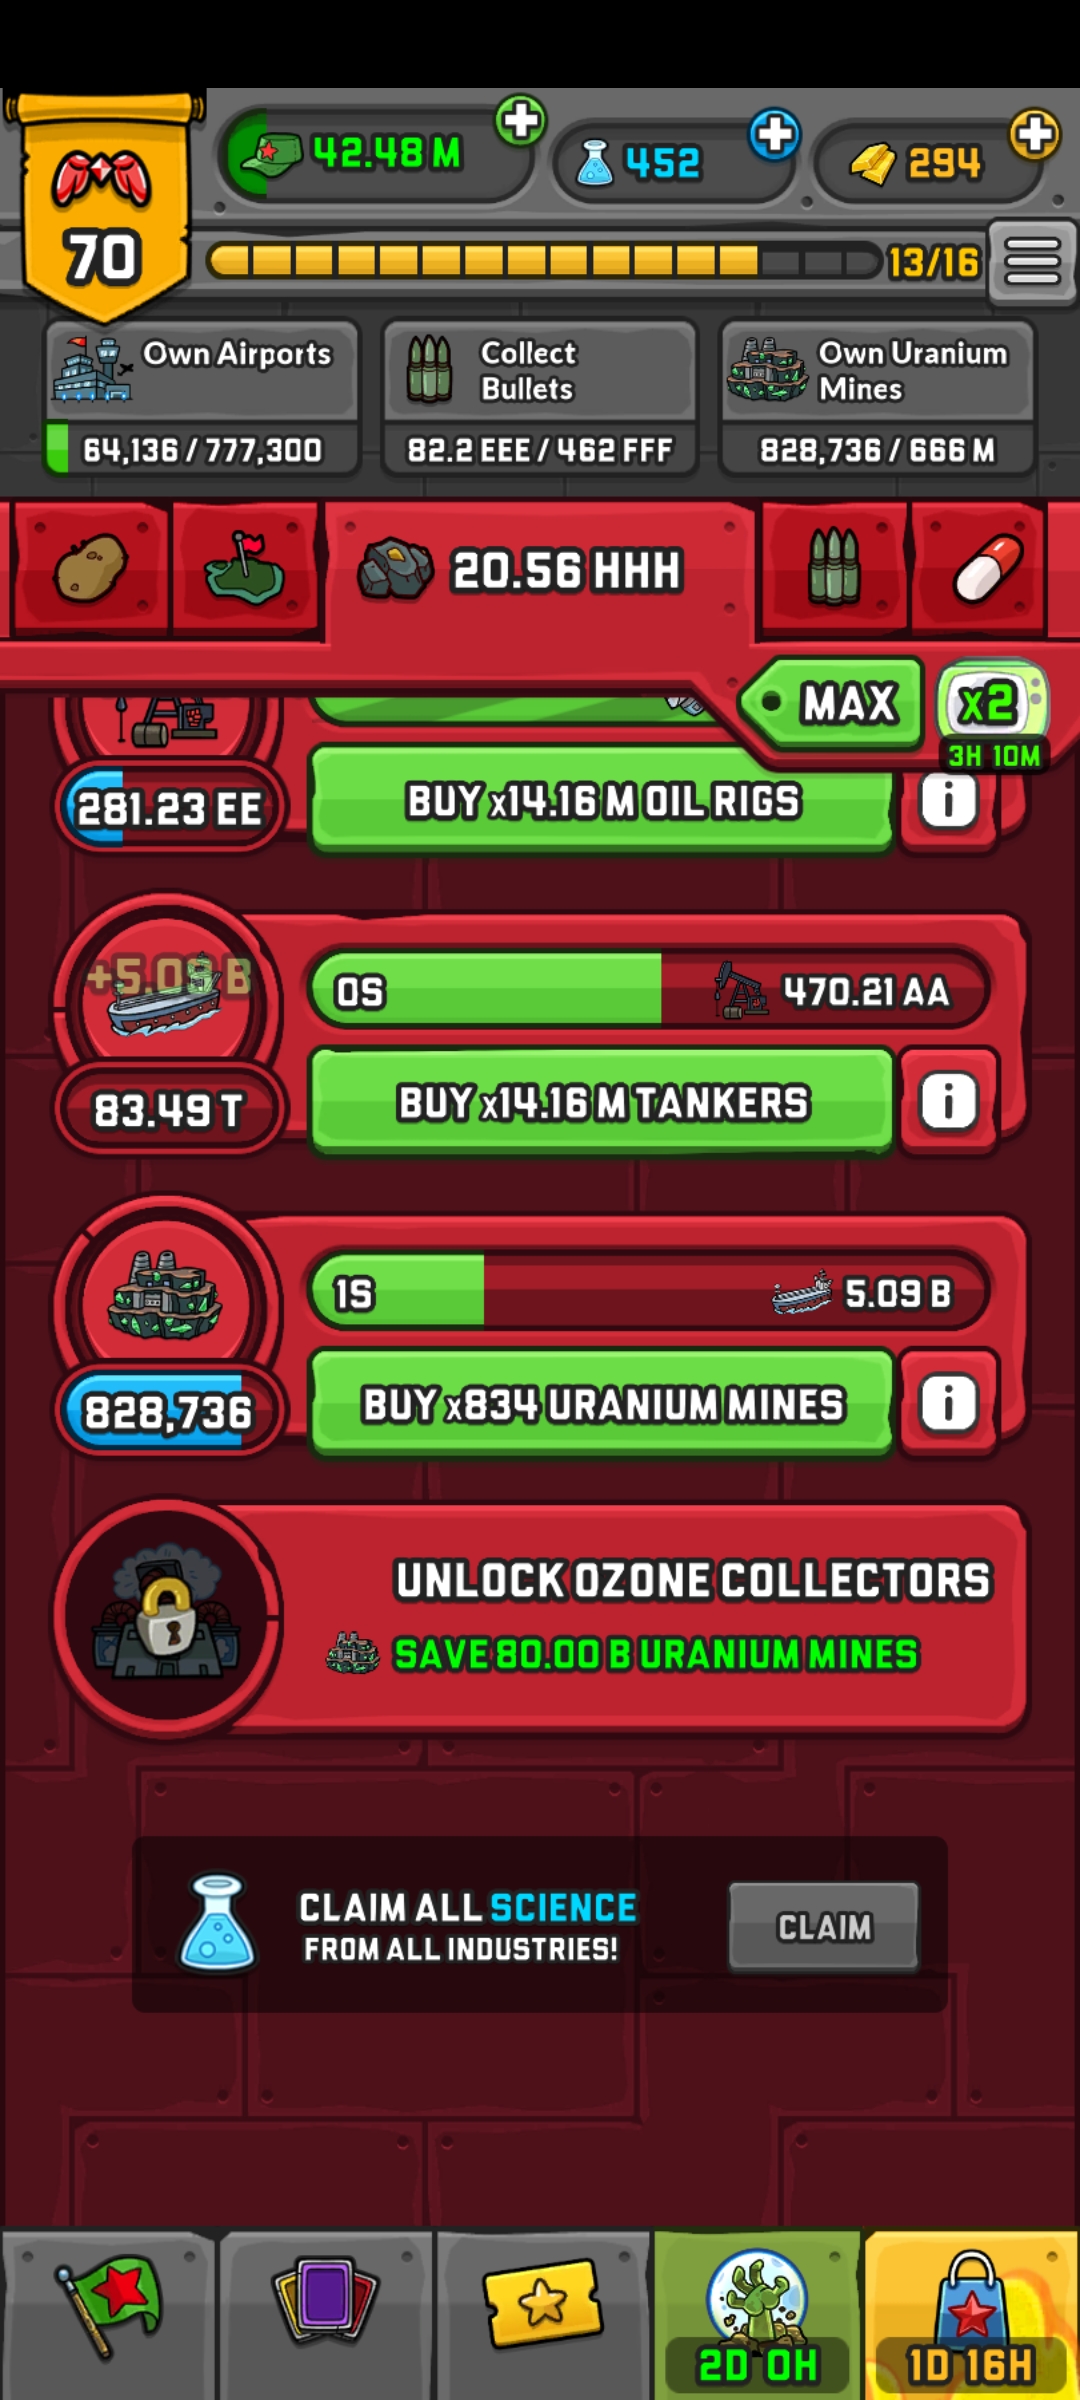 70
42.48 M
452
294
13/16
Own Airports
64,136 / 777,300
Collect
Bullets
82.2 EEE / 462 FFF
Own Uranium
Mines
828,736 / 666 M
20.56 HHH
MAX
x2
3H 10M
281.23 EE
BUY x14.16 M OIL RIGS
i
+5.09 B
0S
470.21 AA
83.49 T
BUY x14.16 M TANKERS
i
1S
5.09 B
828,736
BUY x834 URANIUM MINES
i
UNLOCK OZONE COLLECTORS
SAVE 80.00 B URANIUM MINES
CLAIM ALL SCIENCE
FROM ALL INDUSTRIES!
CLAIM
2D 0H
1D 16H